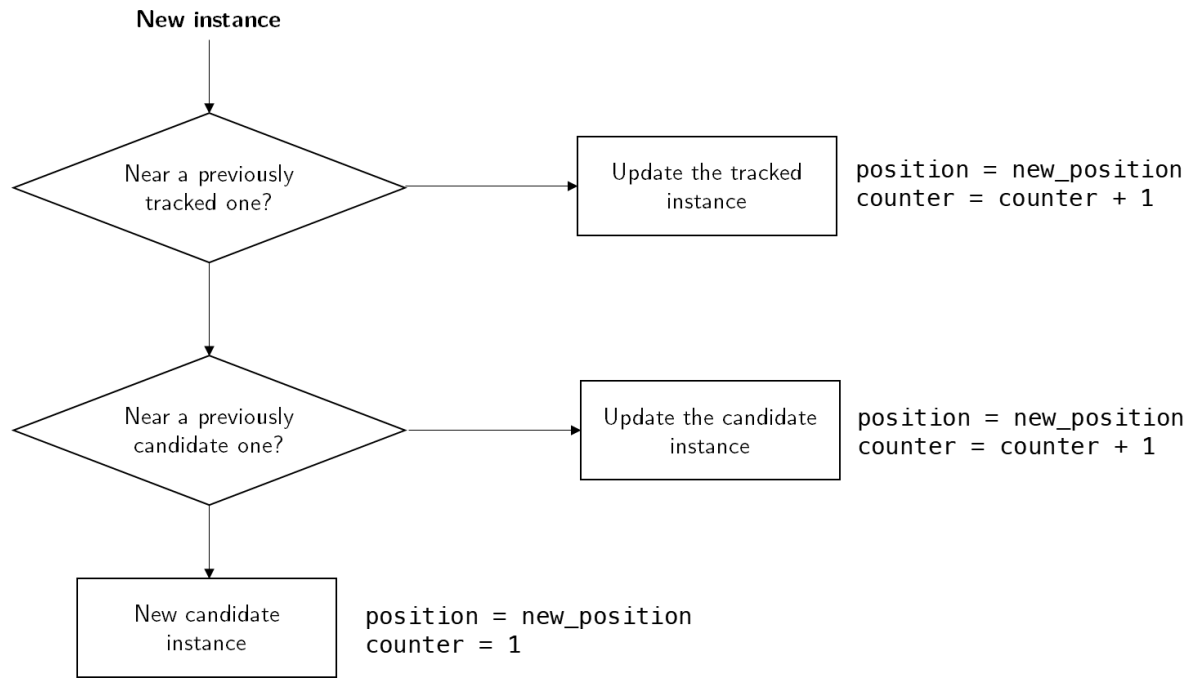 New instance
Near a previously
tracked one?
Update the tracked
instance
position = new_position
counter = counter + 1
Near a previously
candidate one?
Update the candidate
instance
position = new_position
counter = counter + 1
New candidate
instance
position = new_position
counter = 1